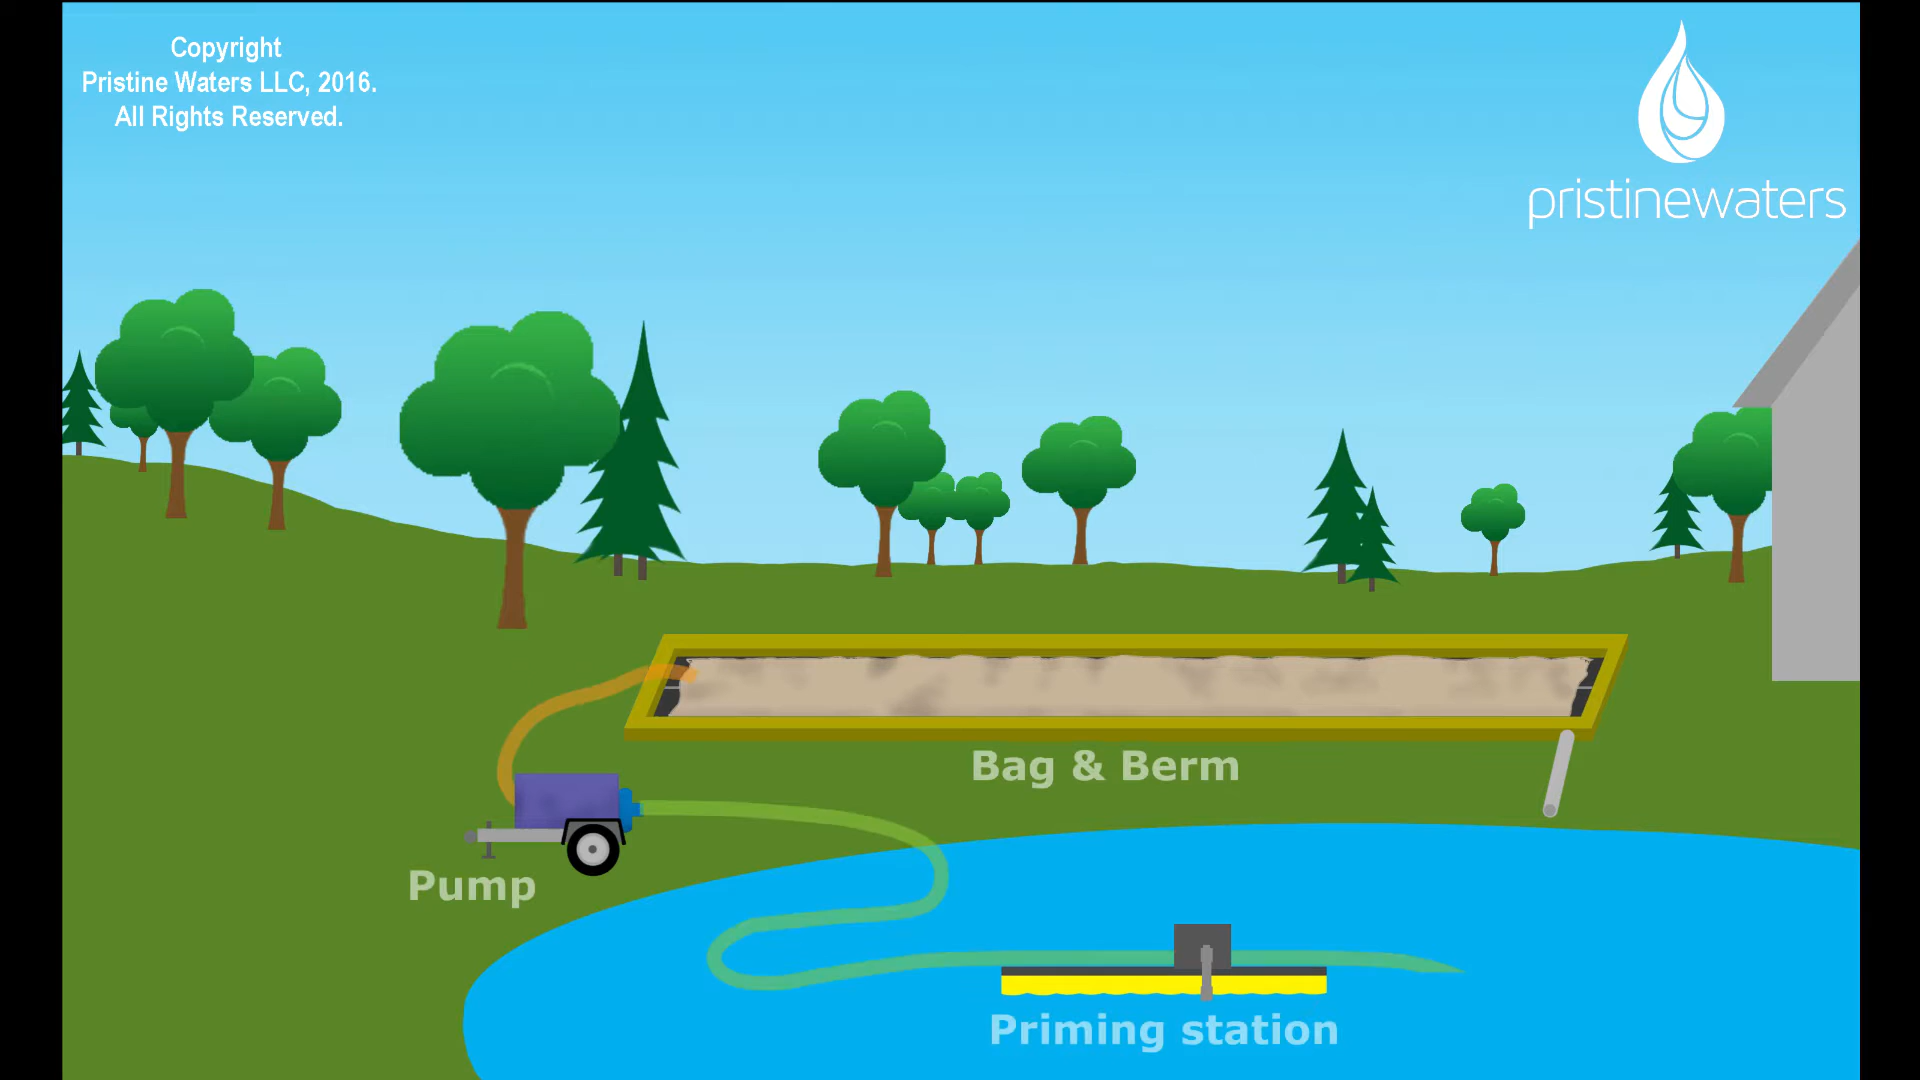 Copyright
Pristine Waters LLC, 2016.
All Rights Reserved.
pristinewaters
Bag & Berm
Pump
Priming station